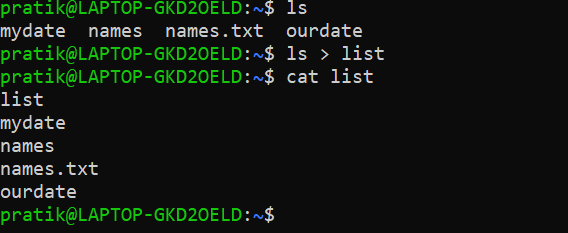 pratik@LAPTOP-GKD2OELD:~$ ls
mydate  names  names.txt  ourdate
pratik@LAPTOP-GKD2OELD:~$ ls > list
pratik@LAPTOP-GKD2OELD:~$ cat list
list
mydate
names
names.txt
ourdate
pratik@LAPTOP-GKD2OELD:~$